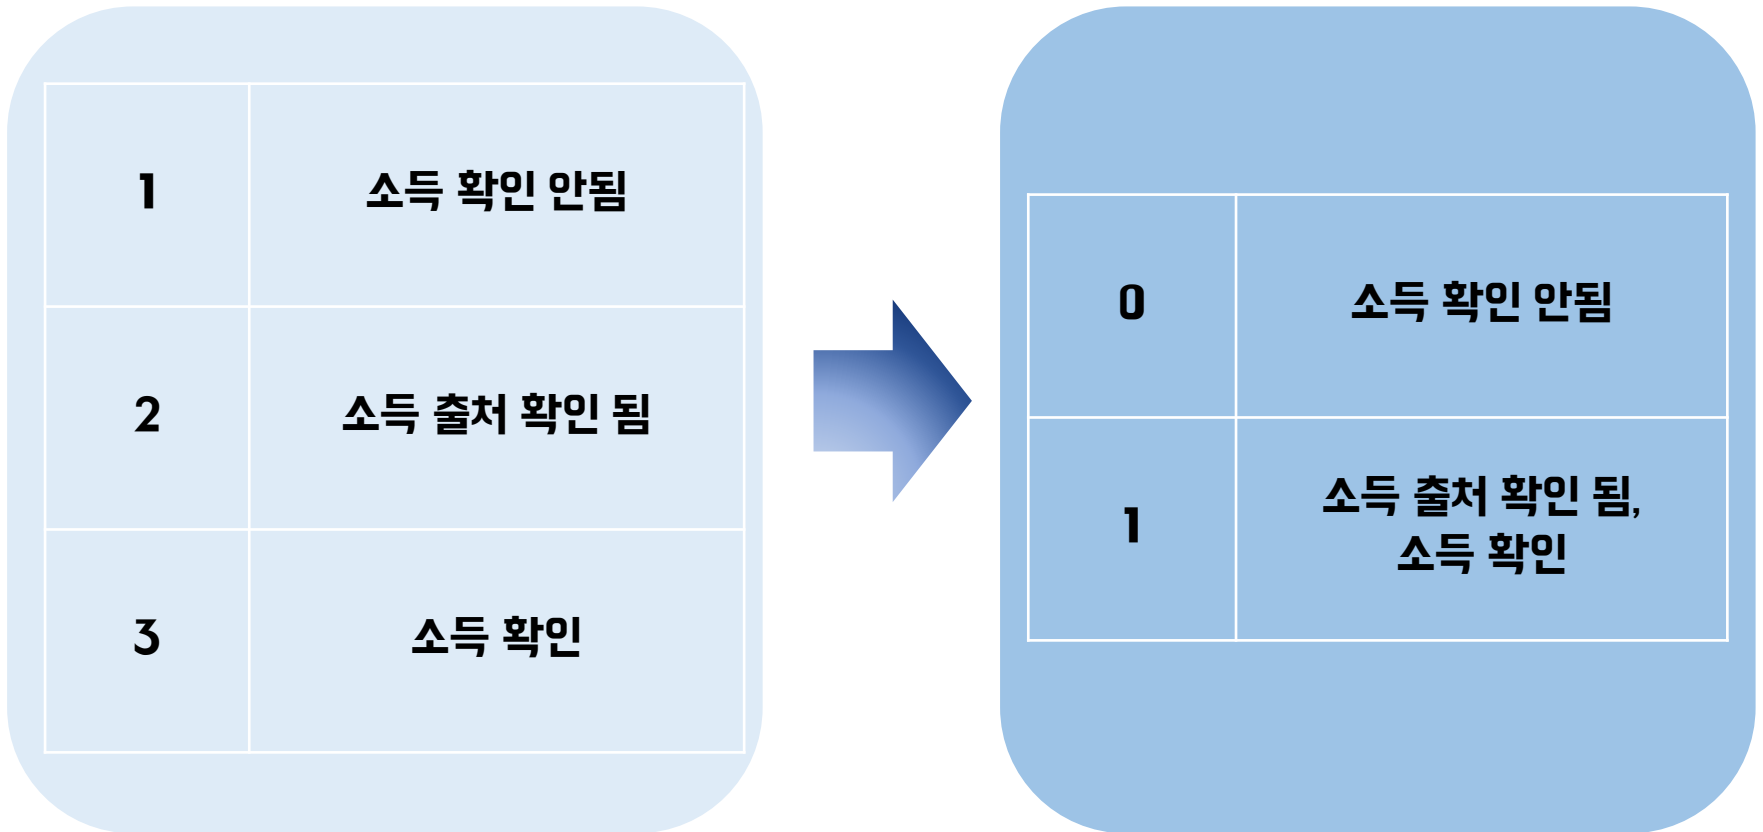 1 소득 확인 안됨
2 소득 출처 확인 됨
3 소득 확인
0 소득 확인 안됨
1 소득 출처 확인 됨,
소득 확인